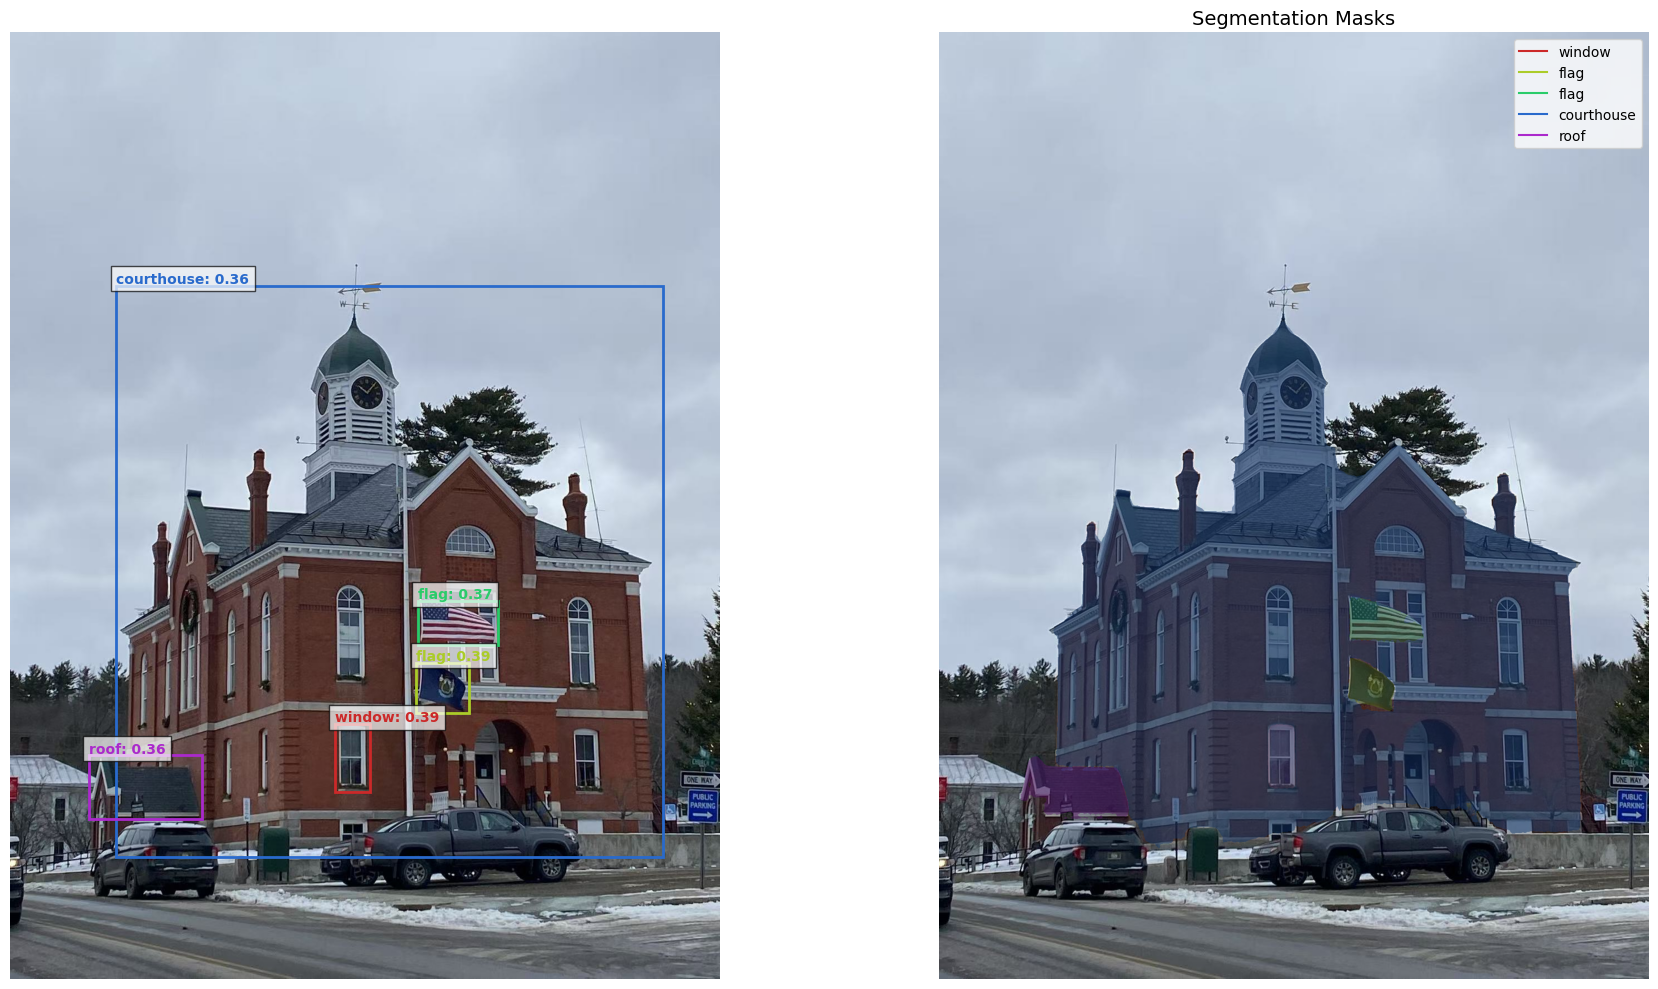 Segmentation Masks
window
flag
flag
courthouse
roof
courthouse: 0.36
W E
W E
flag: 0.37
flag: 0.39
window: 0.39
roof: 0.36
ONE WAY
PUBLIC
PARKING
ONE WAY
PUBLIC
PARKING